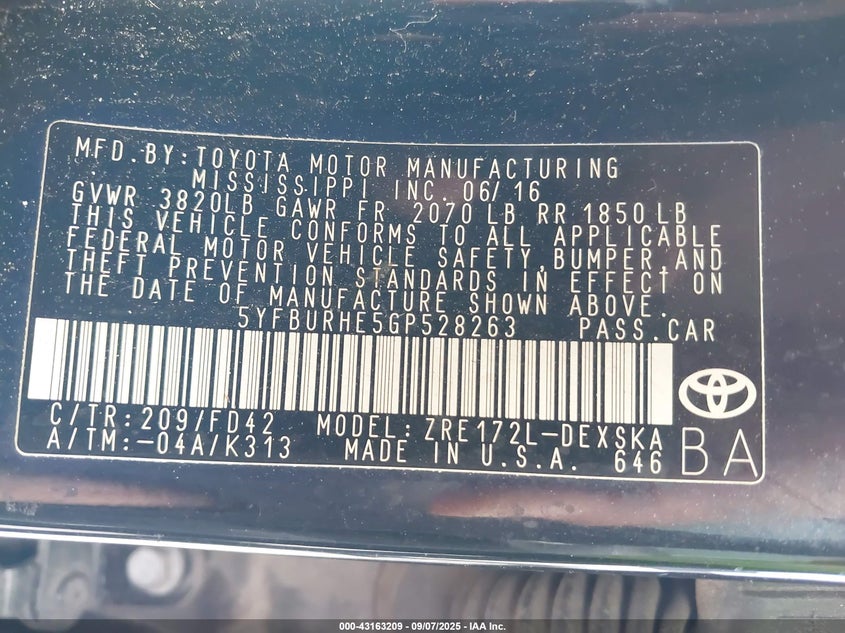 MFD.BY:TOYOTA MOTOR MANUFACTURING
MISSISSIPPI INC. 06/16
GVWR 3820LB GAWR FR 2070 LB RR 1850 LB
THIS VEHICLE CONFORMS TO ALL APPLICABLE
FEDERAL MOTOR VEHICLE SAFETY,BUMPER,AND
THEFT PREVENTION STANDARDS IN EFFECT ON
THE DATE OF MANUFACTURE SHOWN ABOVE.
5YFBURHE5GP528263 PASS.CAR
C/TR:209/FD42 MODEL:ZRE172L-DEXSKA
A/TM:-04A/K313 MADE IN U.S.A. 646
BA
000-43163209 - 09/07/2025 - IAA Inc.